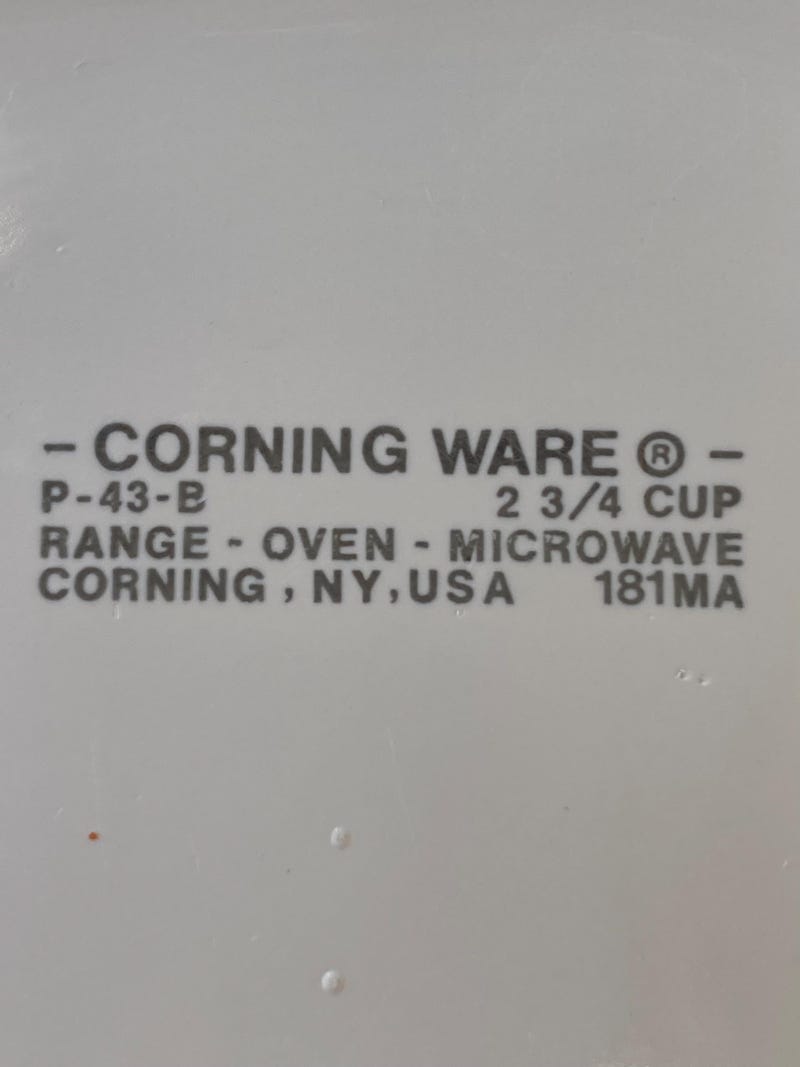 - CORNING WARE ® -
P-43-B 2 3/4 CUP
RANGE - OVEN - MICROWAVE
CORNING , NY, USA 181MA